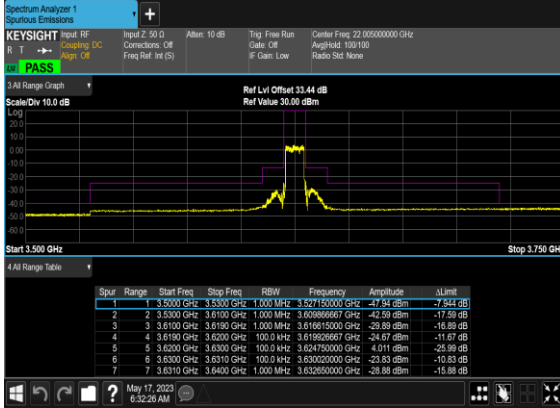 Spectrum Analyzer 1
Spurious Emissions
+
KEYSIGHT Input: RF Input Z: 50 Ω Atten: 10 dB Trig: Free Run Center Freq: 22.005000000 GHz
R T Coupling: DC Corrections: Off Gate: Off Avg|Hold: 100/100
Align: Off Freq Ref: Int (S) IF Gain: Low Radio Std: None
PASS
3 All Range Graph
Ref Lvl Offset 33.44 dB
Scale/Div 10.0 dB Ref Value 30.00 dBm
Log
20.0
10.0
0.00
-10.0
-20.0
-30.0
-40.0
-50.0
-60.0
Start 3.500 GHz Stop 3.750 GH
4 All Range Table
Spur Range Start Freq Stop Freq RBW Frequency Amplitude ΔLimit
1 1 3.5000 GHz 3.5300 GHz 1.000 MHz 3.527150000 GHz -47.94 dBm -7.944 dB
2 2 3.5300 GHz 3.6100 GHz 1.000 MHz 3.609866667 GHz -42.59 dBm -17.59 dB
3 3 3.6100 GHz 3.6190 GHz 1.000 MHz 3.616615000 GHz -29.89 dBm -16.89 dB
4 4 3.6190 GHz 3.6200 GHz 100.0 kHz 3.619926667 GHz -24.67 dBm -11.67 dB
5 5 3.6200 GHz 3.6300 GHz 100.0 kHz 3.624750000 GHz 4.011 dBm -25.99 dB
6 6 3.6300 GHz 3.6310 GHz 100.0 kHz 3.630020000 GHz -23.83 dBm -10.83 dB
7 7 3.6310 GHz 3.6400 GHz 1.000 MHz 3.632650000 GHz -28.88 dBm -15.88 dB
? May 17, 2023
6:32:26 AM